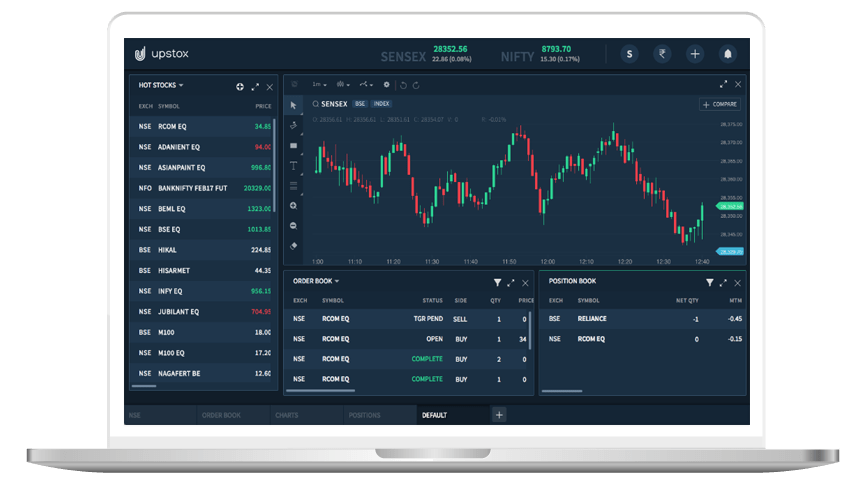 upstox
SENSEX 28352.56 22.86 (0.08%)
NIFTY 8793.70 15.30 (0.17%)
S ₹ +
HOT STOCKS
EXCH SYMBOL PRICE
NSE RCOM EQ 34.85
NSE ADANIENT EQ 94.00
NSE ASIANPAINT EQ 996.80
NFO BANKNIFTY FEB17 FUT 20329.00
NSE BEML EQ 1323.00
NSE BSE EQ 1013.85
BSE HIKAL 224.85
BSE HISARMET 44.35
NSE INFY EQ 956.15
NSE JUBILANT EQ 704.95
BSE M100 18.00
NSE M100 EQ 17.20
NSE NAGAFERT BE 12.60
1m
SENSEX BSE INDEX
+ COMPARE
-0.01%
28,375.00
28,370.00
28,365.00
28,360.00
28,355.00
28,352.56
28,350.00
28,345.00
1:00 11:10 11:20 11:30 11:40 11:50 12:00 12:10 12:20 12:30 12:40
ORDER BOOK
EXCH SYMBOL STATUS SIDE QTY PRICE
NSE RCOM EQ TGR PEND SELL 1 0
NSE RCOM EQ OPEN BUY 1 34
NSE RCOM EQ COMPLETE BUY 2 0
NSE RCOM EQ COMPLETE BUY 1 0
POSITION BOOK
EXCH SYMBOL NET QTY MTM
BSE RELIANCE -1 -0.45
NSE RCOM EQ 0 -0.15
NSE ORDER BOOK CHARTS POSITIONS DEFAULT +